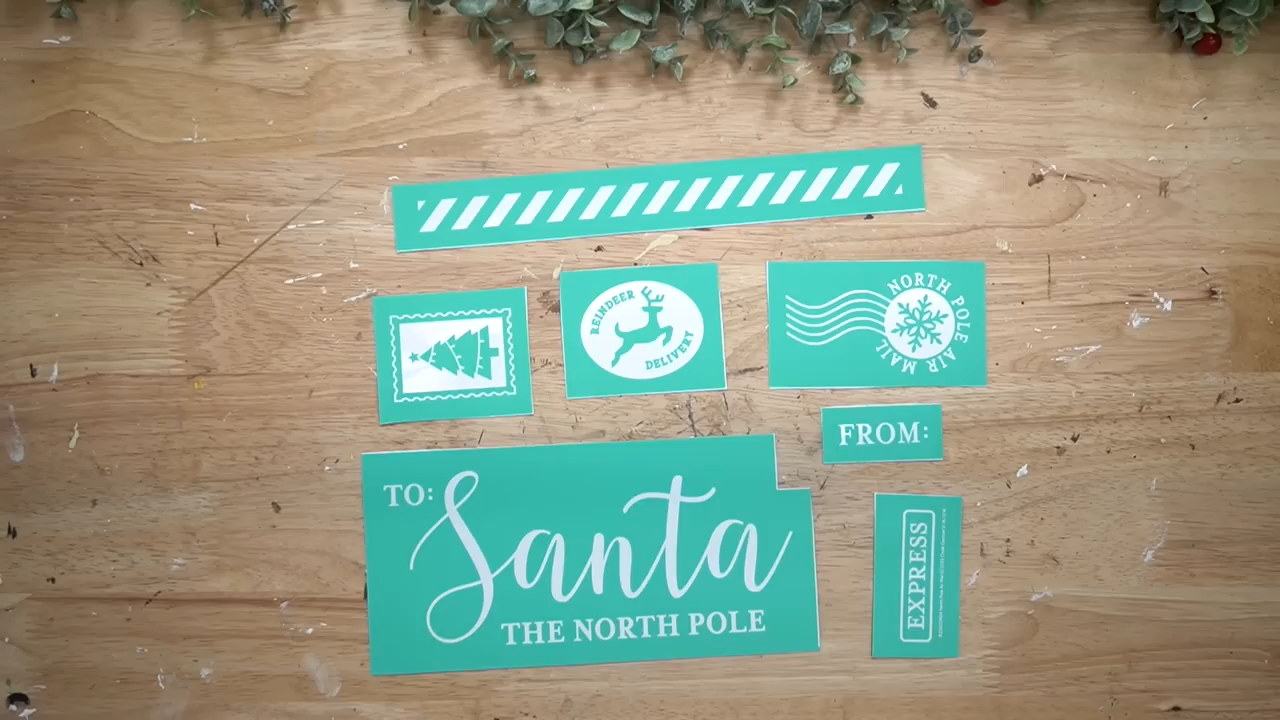 REINDEER
DELIVERY
NORTH POLE AIR MAIL
FROM:
TO: Santa
THE NORTH POLE
EXPRESS